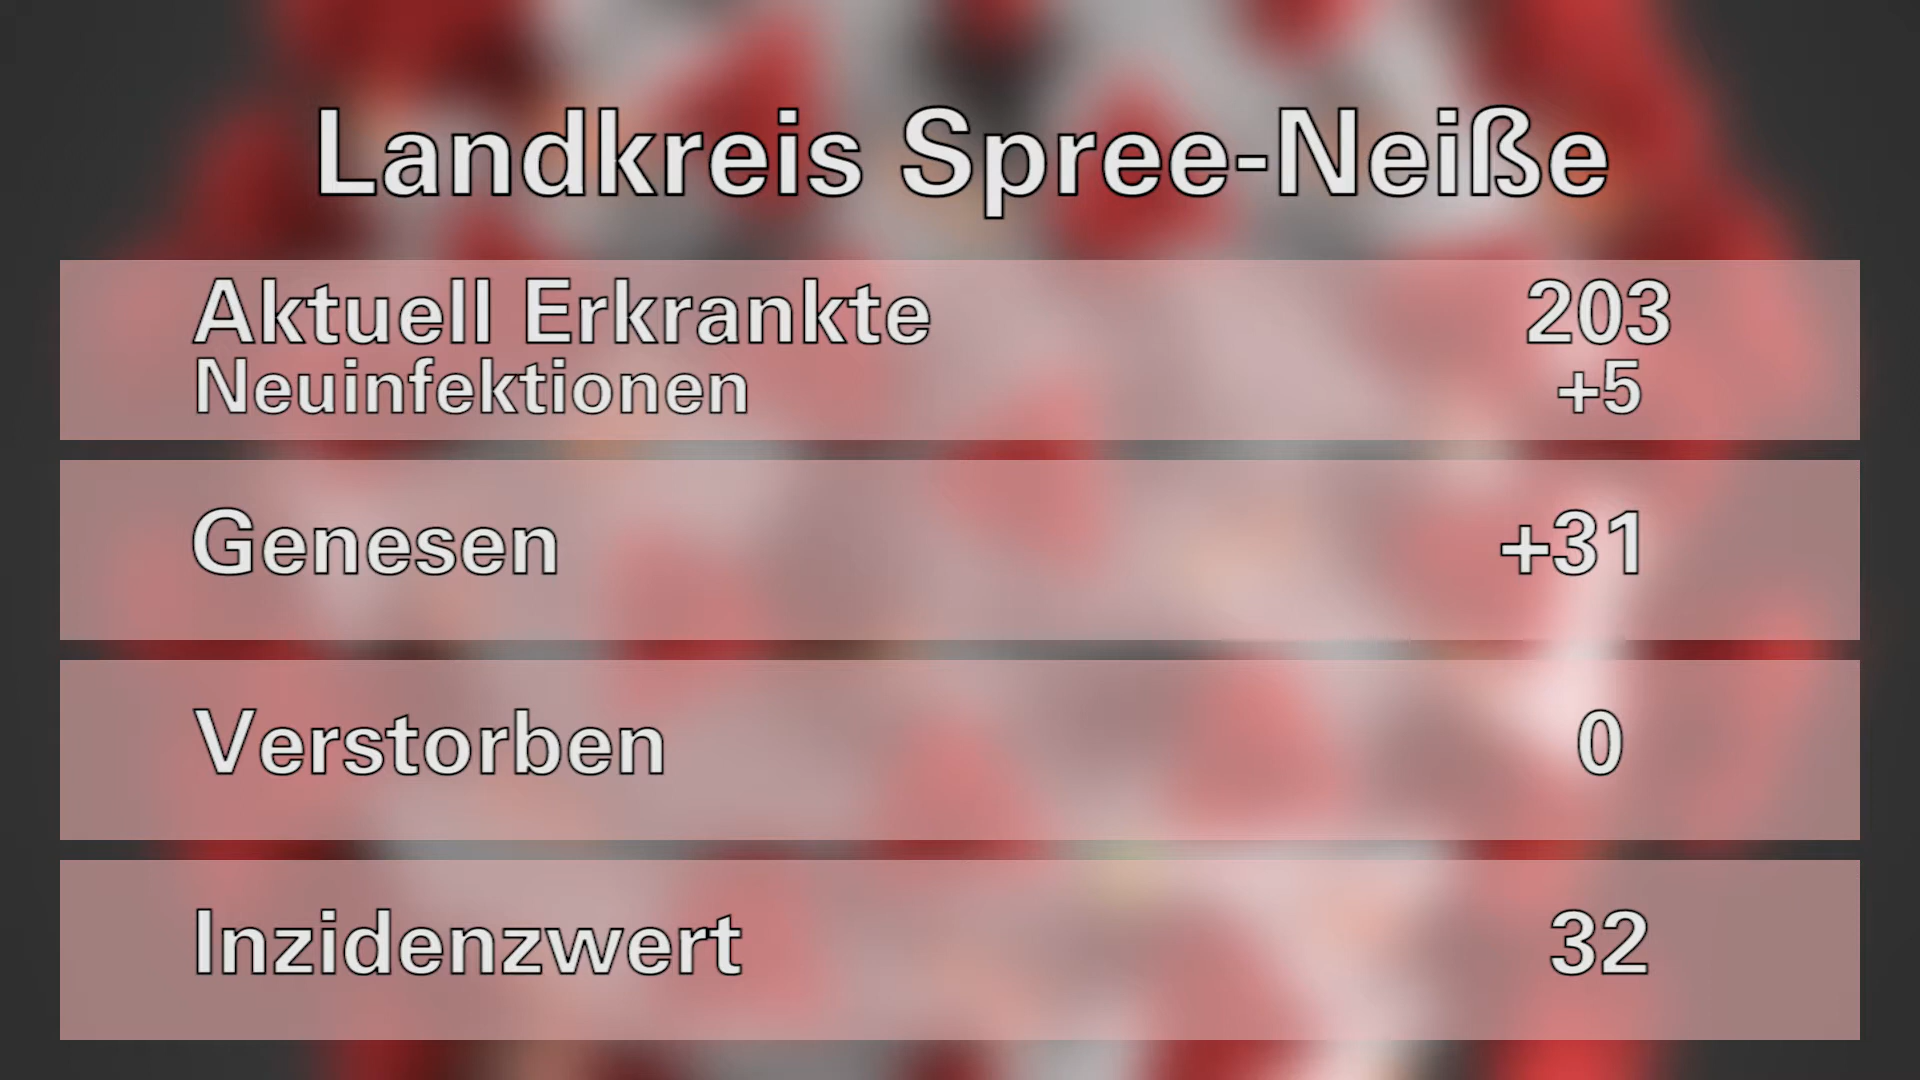 Landkreis Spree-Neiße
Aktuell Erkrankte 203
Neuinfektionen +5
Genesen +31
Verstorben 0
Inzidenzwert 32